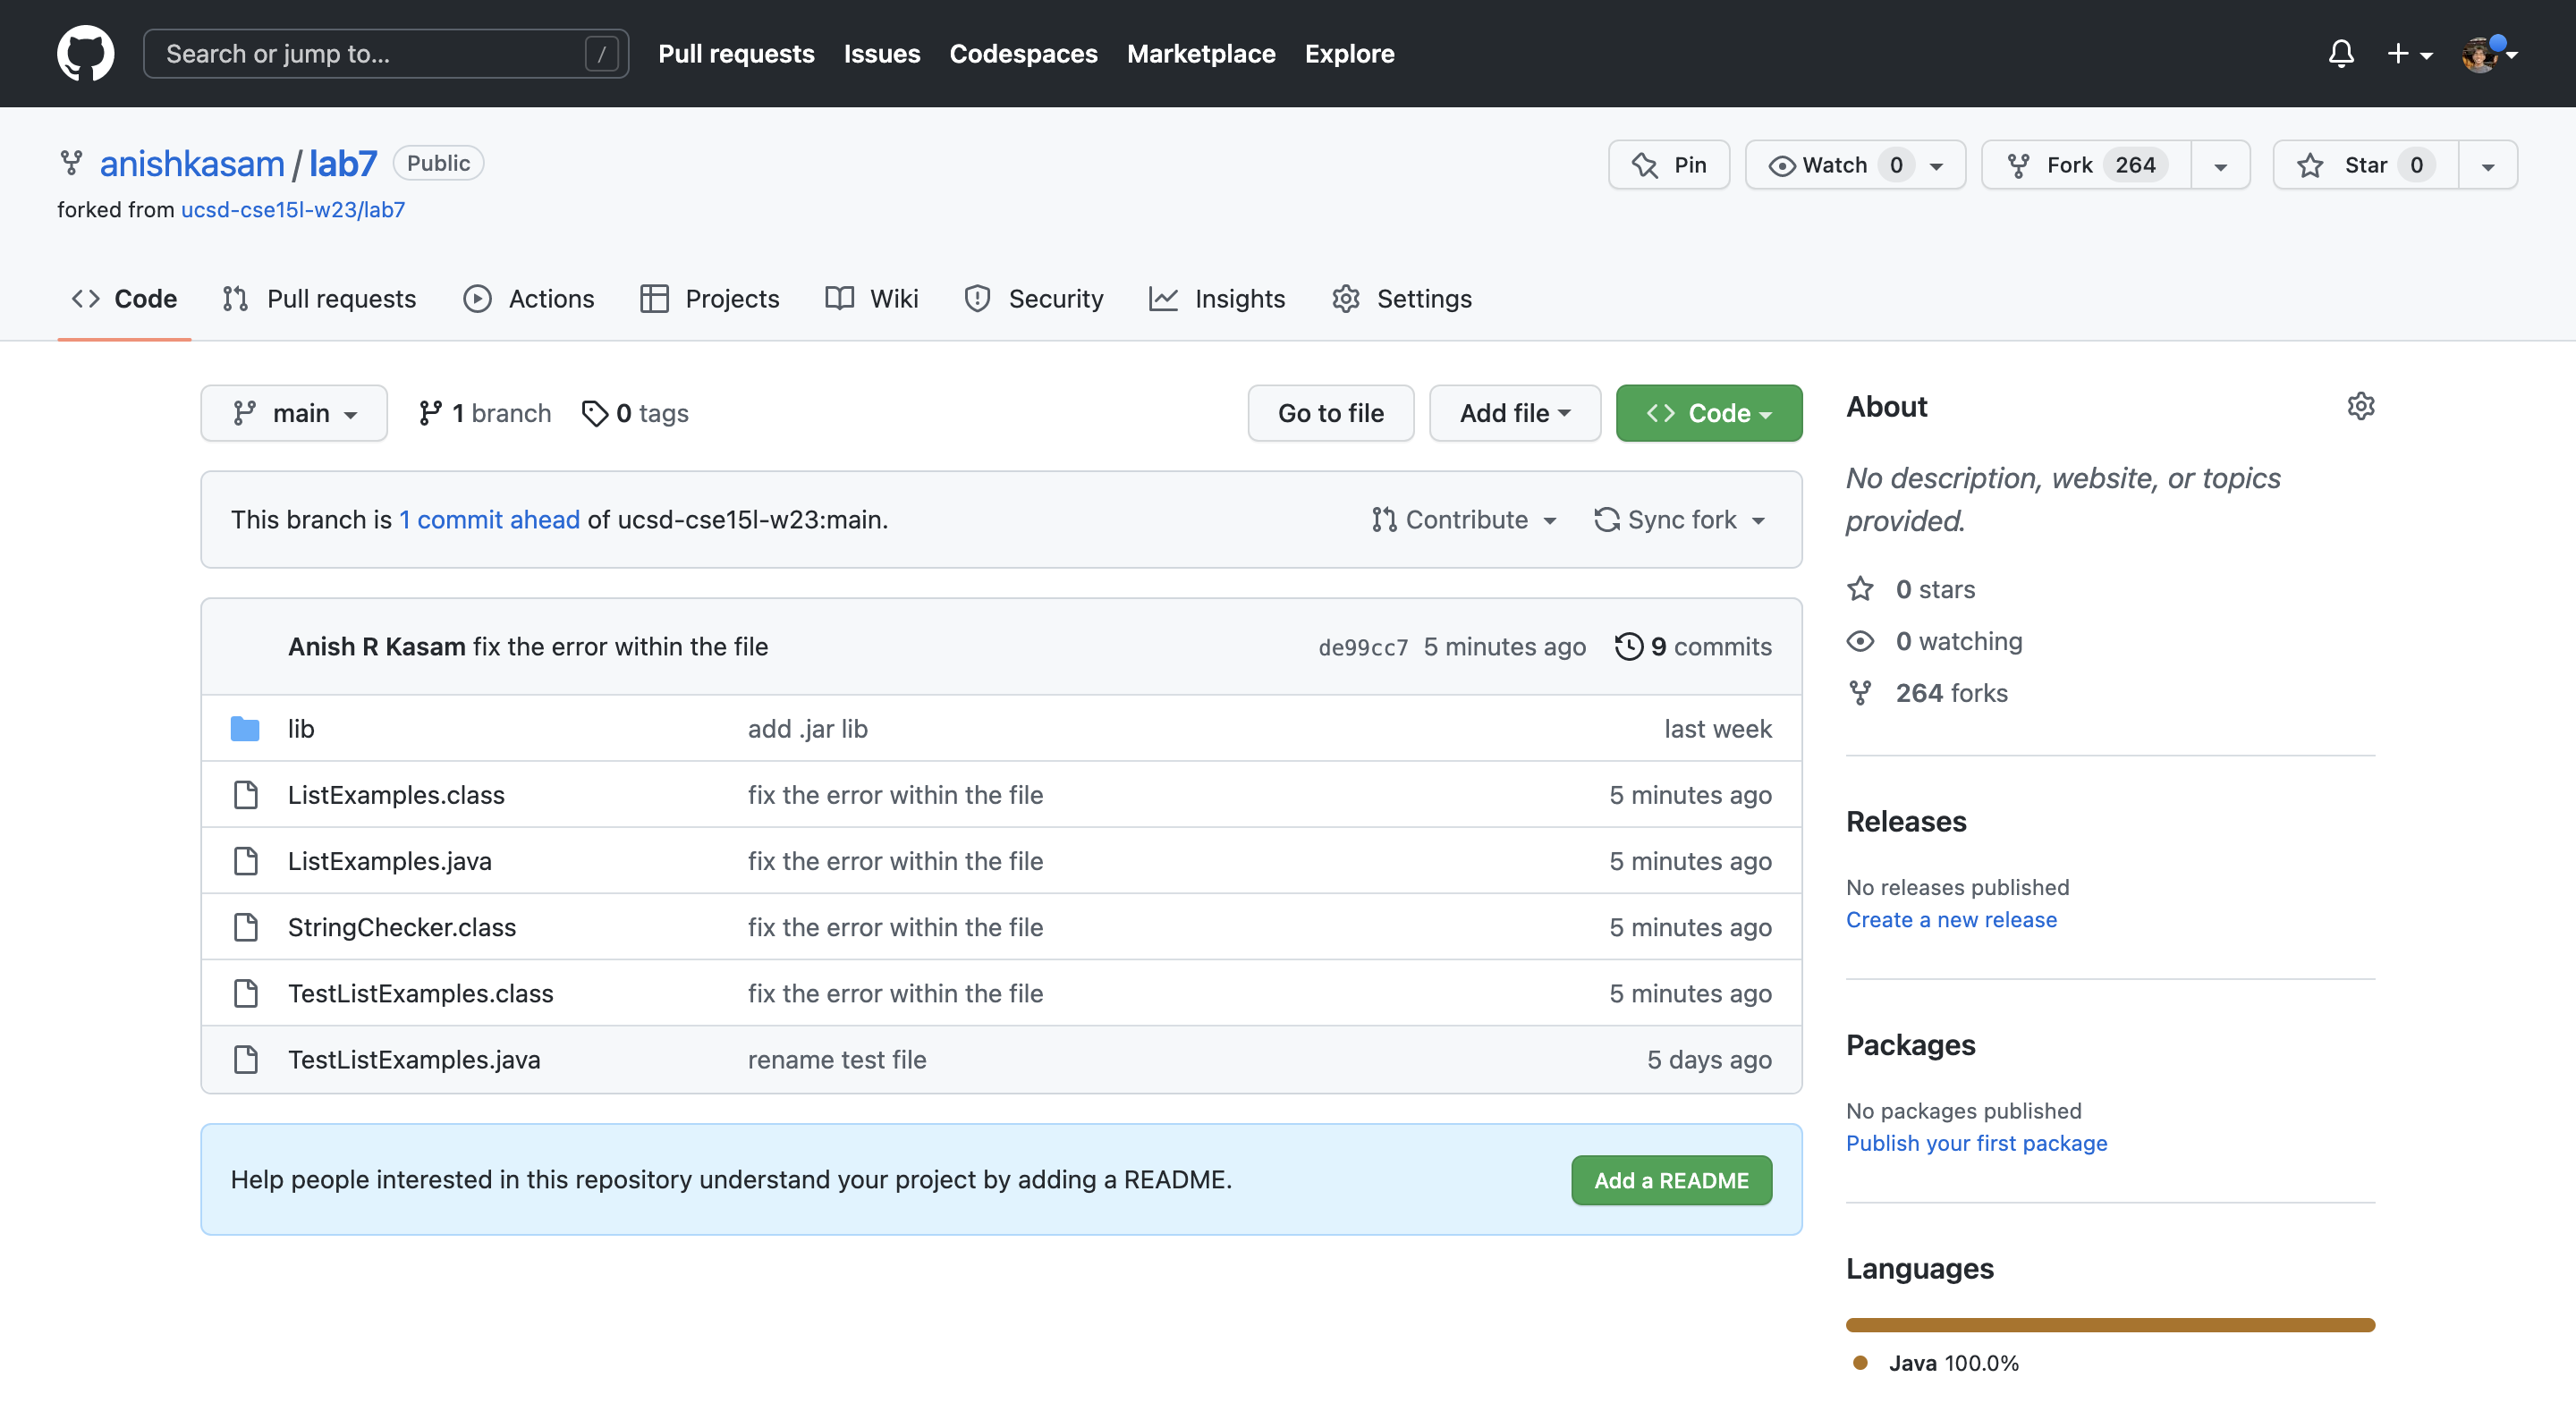 Search or jump to... /
Pull requests Issues Codespaces Marketplace Explore
anishkasam / lab7 Public
Pin Watch 0 Fork 264 Star 0
forked from ucsd-cse15l-w23/lab7
Code Pull requests Actions Projects Wiki Security Insights Settings
main 1 branch 0 tags Go to file Add file Code
This branch is 1 commit ahead of ucsd-cse15l-w23:main. Contribute Sync fork
Anish R Kasam fix the error within the file de99cc7 5 minutes ago 9 commits
lib add .jar lib last week
ListExamples.class fix the error within the file 5 minutes ago
ListExamples.java fix the error within the file 5 minutes ago
StringChecker.class fix the error within the file 5 minutes ago
TestListExamples.class fix the error within the file 5 minutes ago
TestListExamples.java rename test file 5 days ago
Help people interested in this repository understand your project by adding a README. Add a README
About
No description, website, or topics
provided.
0 stars
0 watching
264 forks
Releases
No releases published
Create a new release
Packages
No packages published
Publish your first package
Languages
Java 100.0%